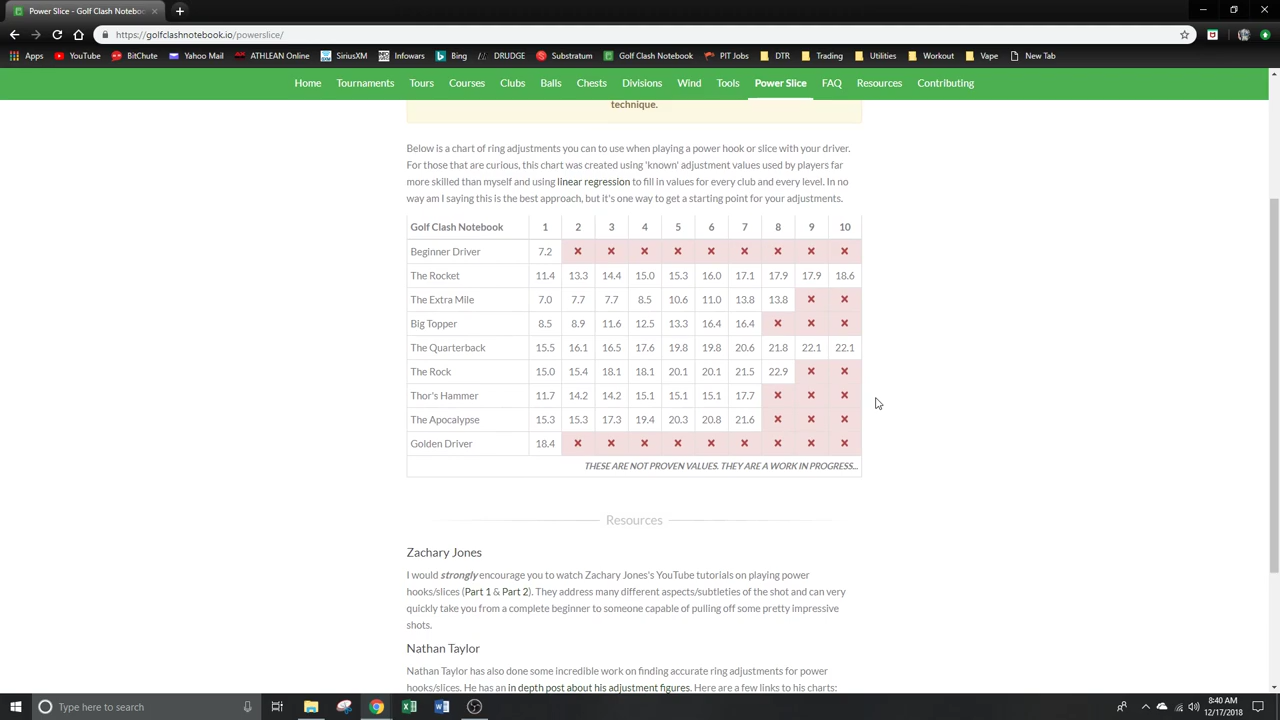 Power Slice - Golf Clash Notebo
https://golfclashnotebook.io/powerslice/
Apps YouTube BitChute Yahoo Mail ATHLEAN Online SiriusXM Infowars Bing DRUDGE Substratum Golf Clash Notebook PIT Jobs DTR Trading Utilities Workout Vape New Tab
Home Tournaments Tours Courses Clubs Balls Chests Divisions Wind Tools Power Slice FAQ Resources Contributing
technique.
Below is a chart of ring adjustments you can to use when playing a power hook or slice with your driver.
For those that are curious, this chart was created using 'known' adjustment values used by players far
more skilled than myself and using linear regression to fill in values for every club and every level. In no
way am I saying this is the best approach, but it's one way to get a starting point for your adjustments.
Golf Clash Notebook 1 2 3 4 5 6 7 8 9 10
Beginner Driver 7.2
The Rocket 11.4 13.3 14.4 15.0 15.3 16.0 17.1 17.9 17.9 18.6
The Extra Mile 7.0 7.7 7.7 8.5 10.6 11.0 13.8 13.8
Big Topper 8.5 8.9 11.6 12.5 13.3 16.4 16.4
The Quarterback 15.5 16.1 16.5 17.6 19.8 19.8 20.6 21.8 22.1 22.1
The Rock 15.0 15.4 18.1 18.1 20.1 20.1 21.5 22.9
Thor's Hammer 11.7 14.2 14.2 15.1 15.1 15.1 17.7
The Apocalypse 15.3 15.3 17.3 19.4 20.3 20.8 21.6
Golden Driver 18.4
THESE ARE NOT PROVEN VALUES. THEY ARE A WORK IN PROGRESS...
Resources
Zachary Jones
I would strongly encourage you to watch Zachary Jones's YouTube tutorials on playing power
hooks/slices (Part 1 & Part 2). They address many different aspects/subtleties of the shot and can very
quickly take you from a complete beginner to someone capable of pulling off some pretty impressive
shots.
Nathan Taylor
Nathan Taylor has also done some incredible work on finding accurate ring adjustments for power
hooks/slices. He has an in depth post about his adjustment figures. Here are a few links to his charts:
Type here to search
8:40 AM
12/17/2018